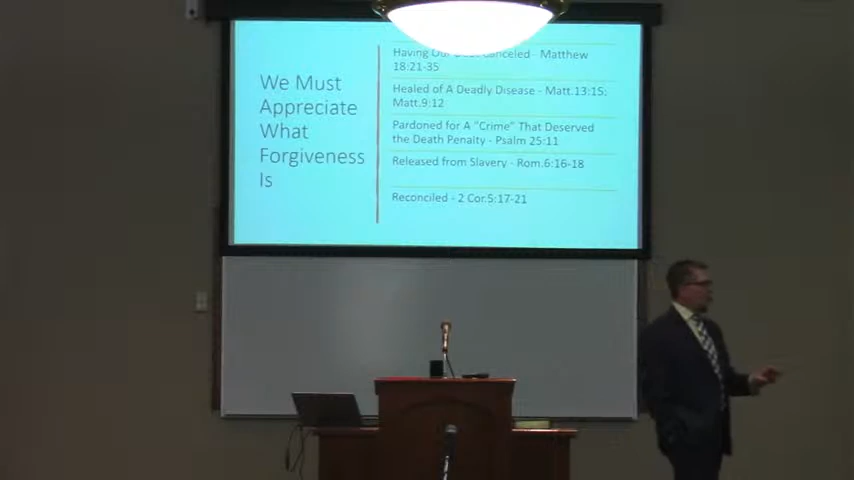 We Must
Appreciate
What
Forgiveness
Is
Having Our Debt Canceled - Matthew
18:21-35
Healed of A Deadly Disease - Matt.13:15;
Matt.9:12
Pardoned for A "Crime" That Deserved
the Death Penalty - Psalm 25:11
Released from Slavery - Rom.6:16-18
Reconciled - 2 Cor.5:17-21